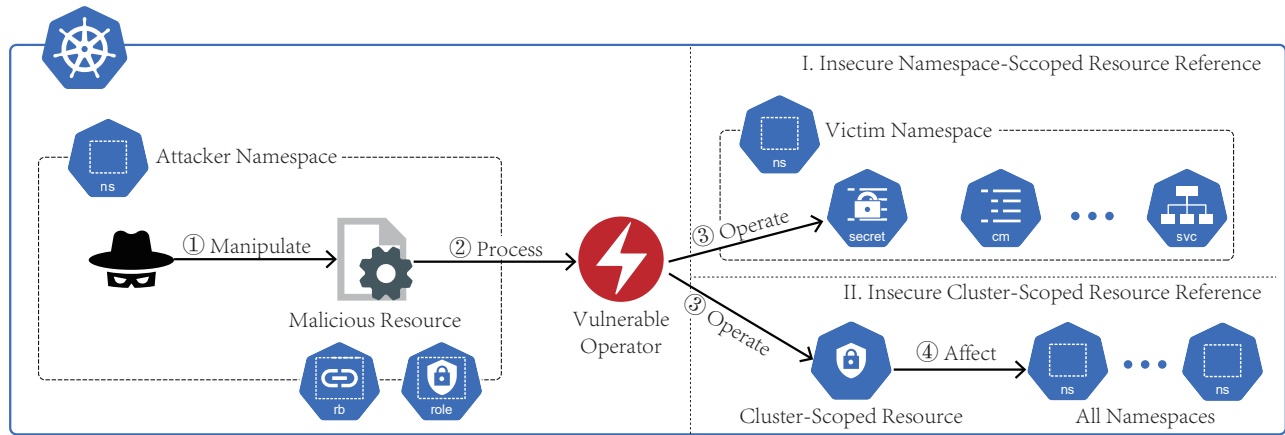 I. Insecure Namespace-Sccoped Resource Reference
ns
Attacker Namespace
ns
Victim Namespace
① Manipulate
② Process
③ Operate
secret
cm
svc
Malicious Resource
Vulnerable
Operator
rb
role
II. Insecure Cluster-Scoped Resource Reference
③ Operate
④ Affect
ns
ns
Cluster-Scoped Resource
All Namespaces